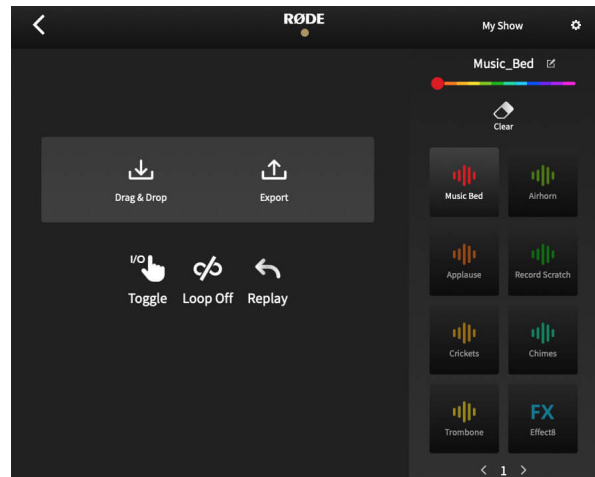 RØDE
My Show
Music_Bed
Clear
Drag & Drop
Export
I/O
Toggle
Loop Off
Replay
Music Bed
Airhorn
Applause
Record Scratch
Crickets
Chimes
Trombone
FX
Effect8
< 1 >